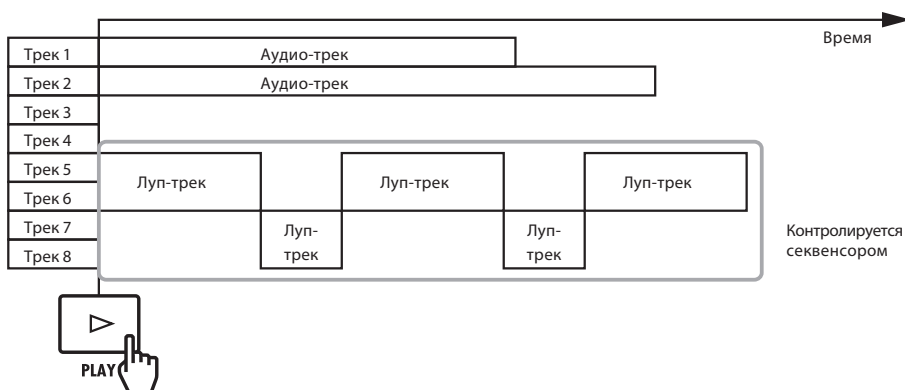 Время
Трек 1 Аудио-трек
Трек 2 Аудио-трек
Трек 3
Трек 4
Трек 5
Луп-трек Луп-трек Луп-трек
Трек 6
Трек 7
Луп-
трек
Луп-
трек
Трек 8
Контролируется
секвенсором
PLAY